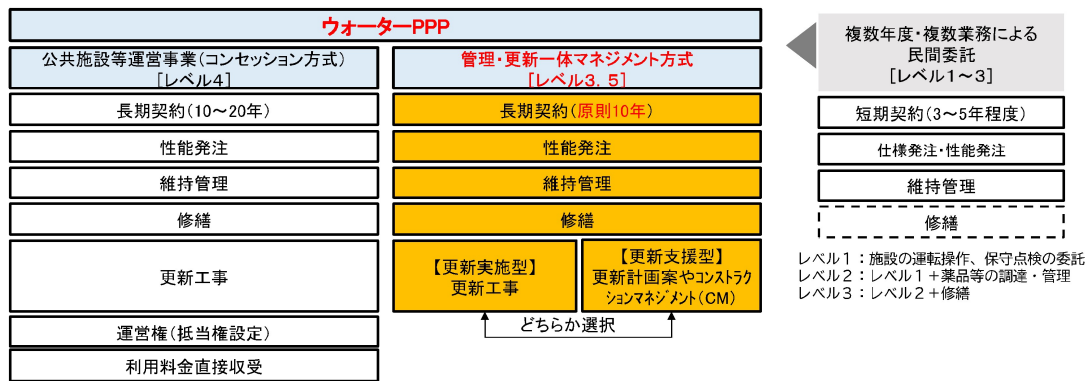 ウォーターPPP
公共施設等運営事業(コンセッション方式)
[レベル4]
長期契約(10～20年)
性能発注
維持管理
修繕
更新工事
運営権(抵当権設定)
利用料金直接収受
管理・更新一体マネジメント方式
[レベル3.5]
長期契約(原則10年)
性能発注
維持管理
修繕
【更新実施型】
更新工事
【更新支援型】
更新計画案やコンストラ
クションマネジメント(CM)
どちらか選択
複数年度・複数業務による
民間委託
[レベル1～3]
短期契約(3～5年程度)
仕様発注・性能発注
維持管理
修繕
レベル1：施設の運転操作、保守点検の委託
レベル2：レベル1＋薬品等の調達・管理
レベル3：レベル2＋修繕